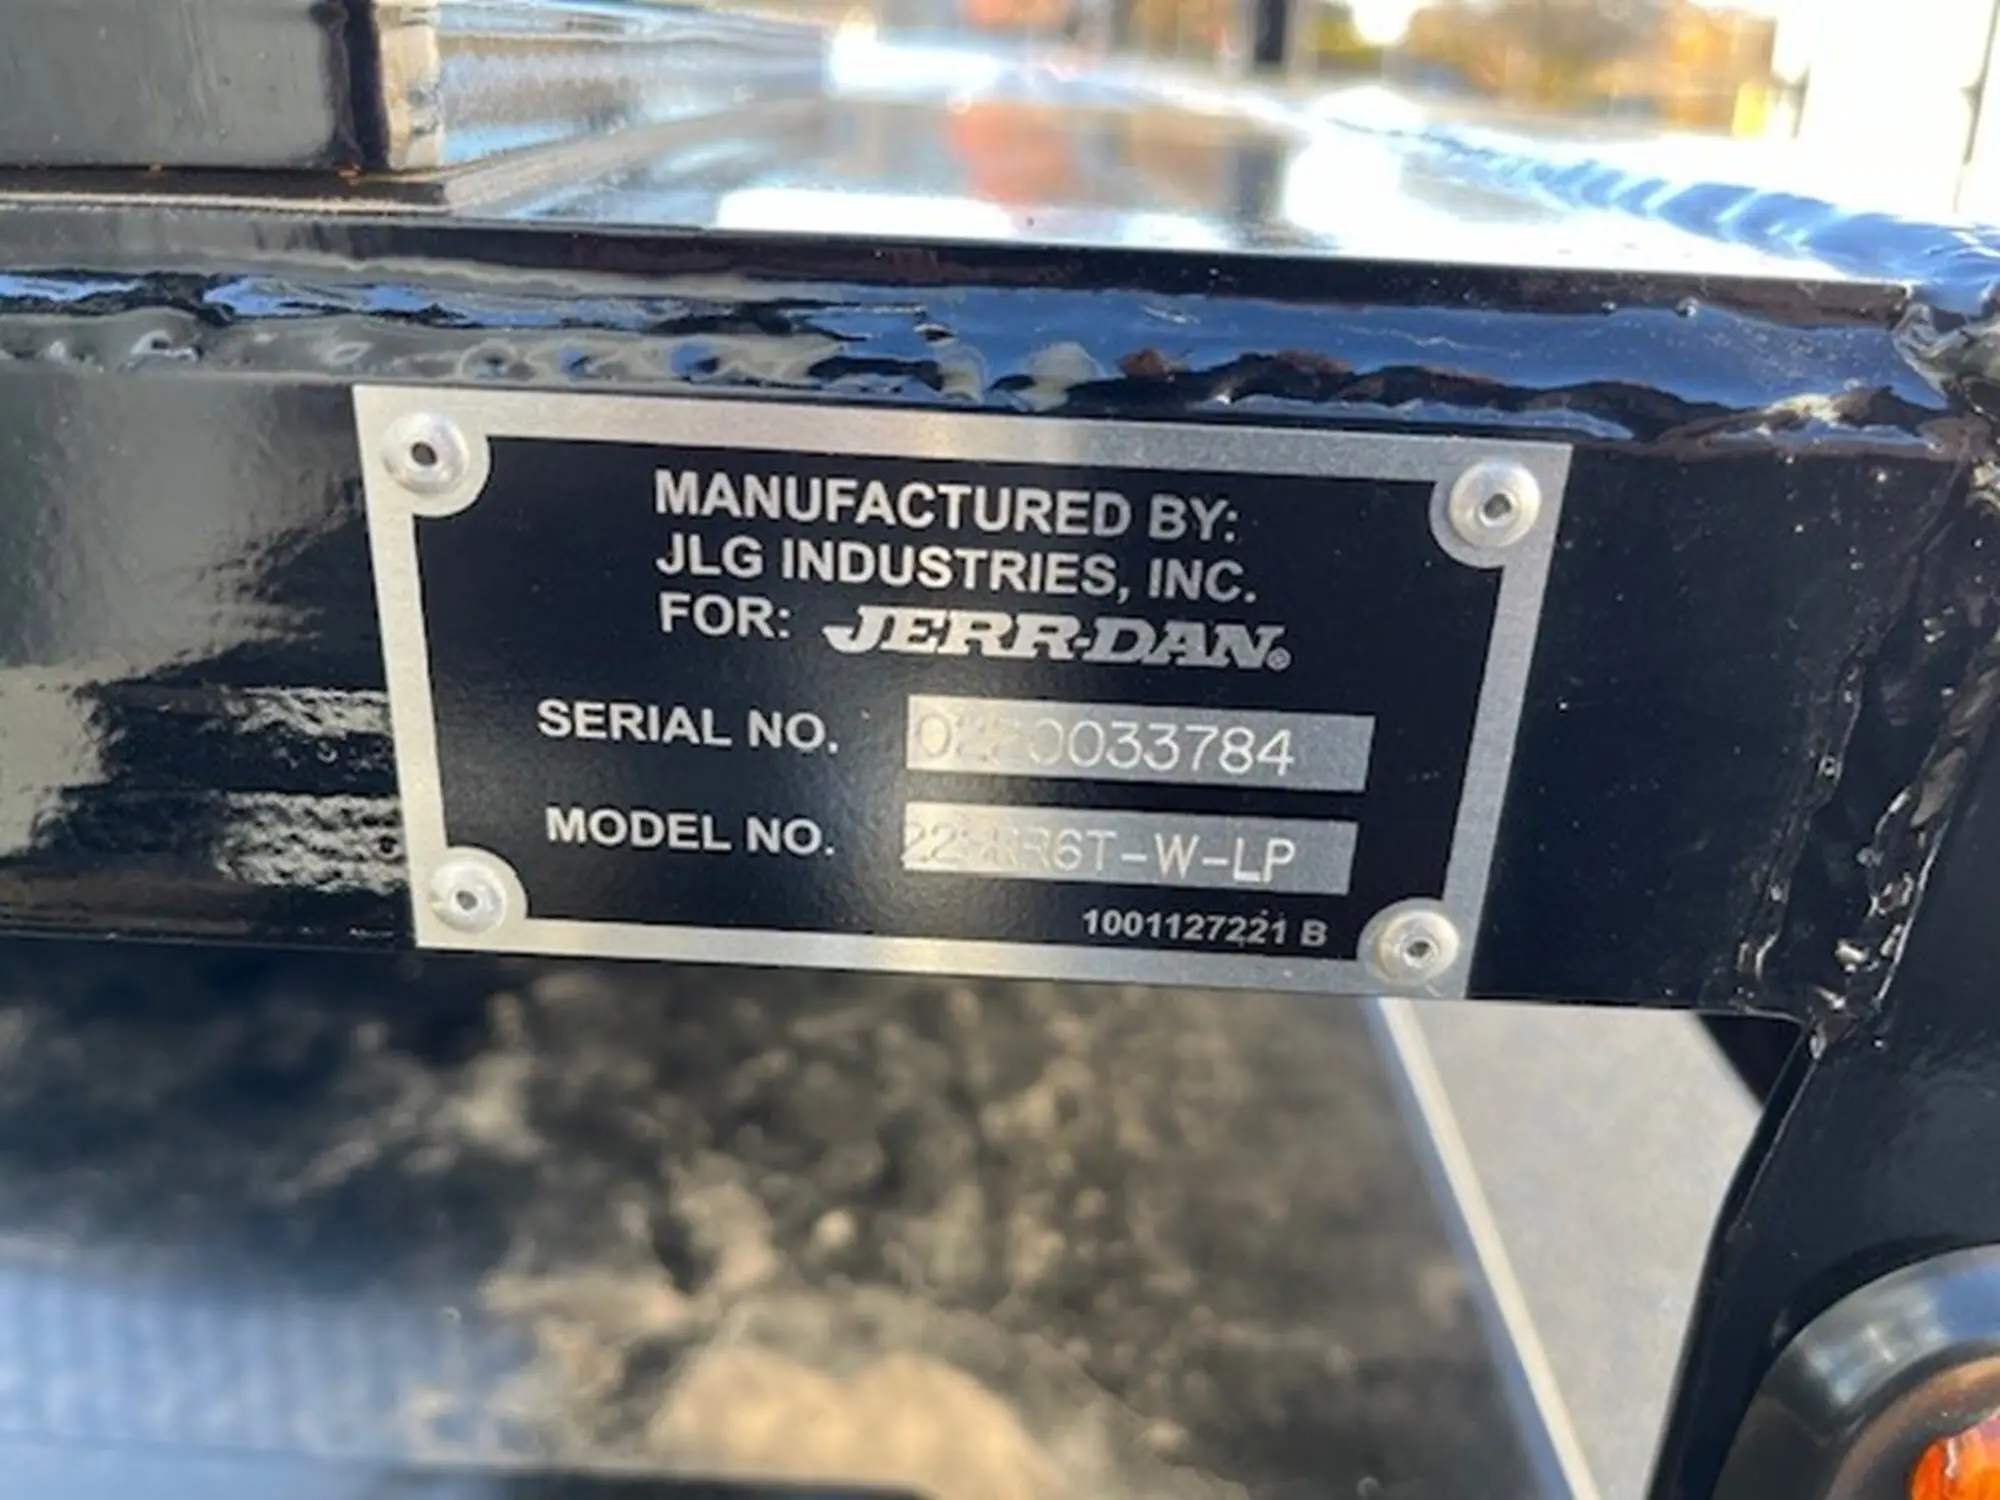 MANUFACTURED BY:
JLG INDUSTRIES, INC.
FOR: JERR-DAN®
SERIAL NO.
MODEL NO.
1001127221 B